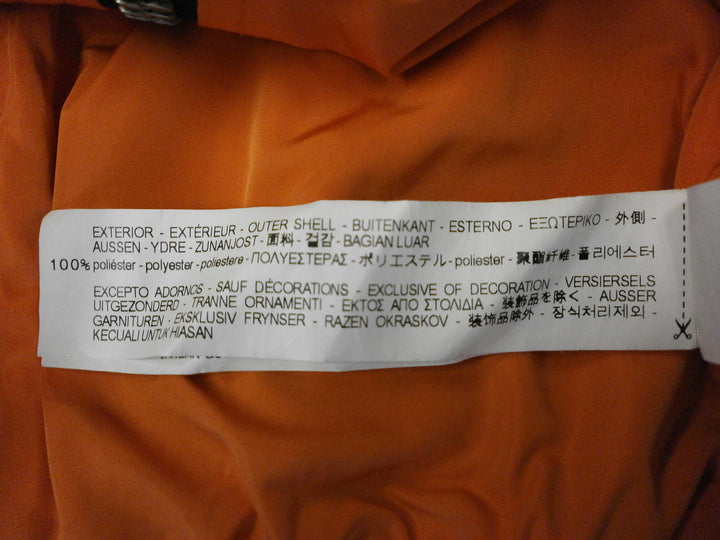 EXTERIOR - EXTÉRIEUR - OUTER SHELL - BUITENKANT - ESTERNO - ΕΞΩΤΕΡΙΚΟ - 外側 -
AUSSEN - YDRE - ZUNANJOST - 面料 - 겉감 - BAGIAN LUAR
100% poliéster - polyester - poliestere - ΠΟΛΥΕΣΤΕΡΑΣ - ポリエステル - poliester - 聚酯纤维 - 폴리에스터
EXCEPTO ADORNOS - SAUF DÉCORATIONS - EXCLUSIVE OF DECORATION - VERSIERSELS
UITGEZONDERD - TRANNE ORNAMENTI - ΕΚΤΟΣ ΑΠΟ ΣΤΟΛΙΔΙΑ - 装飾品を除く - AUSSER
GARNITUREN - EKSKLUSIV FRYNSER - RAZEN OKRASKOV - 装饰品除外 - 장식처리제외 -
KECUALI UNTUK HIASAN